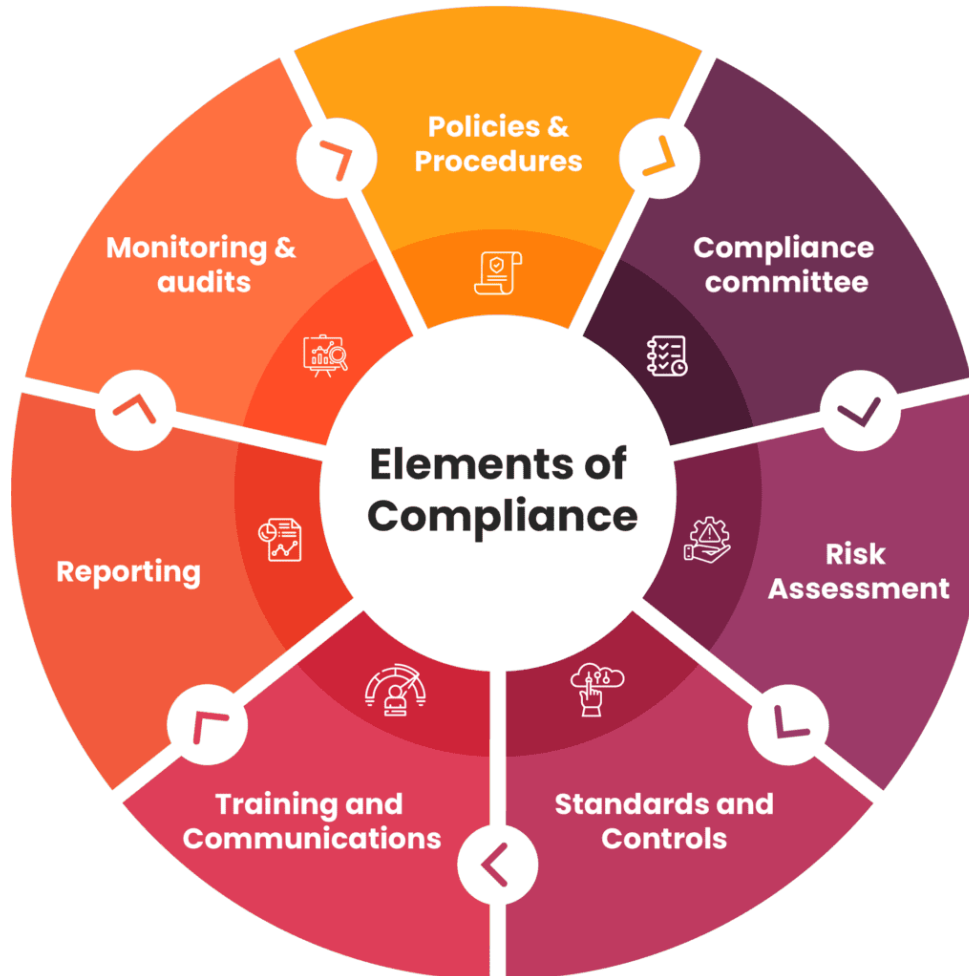 Policies &
Procedures
Compliance
committee
Risk
Assessment
Standards and
Controls
Training and
Communications
Reporting
Monitoring &
audits
Elements of
Compliance